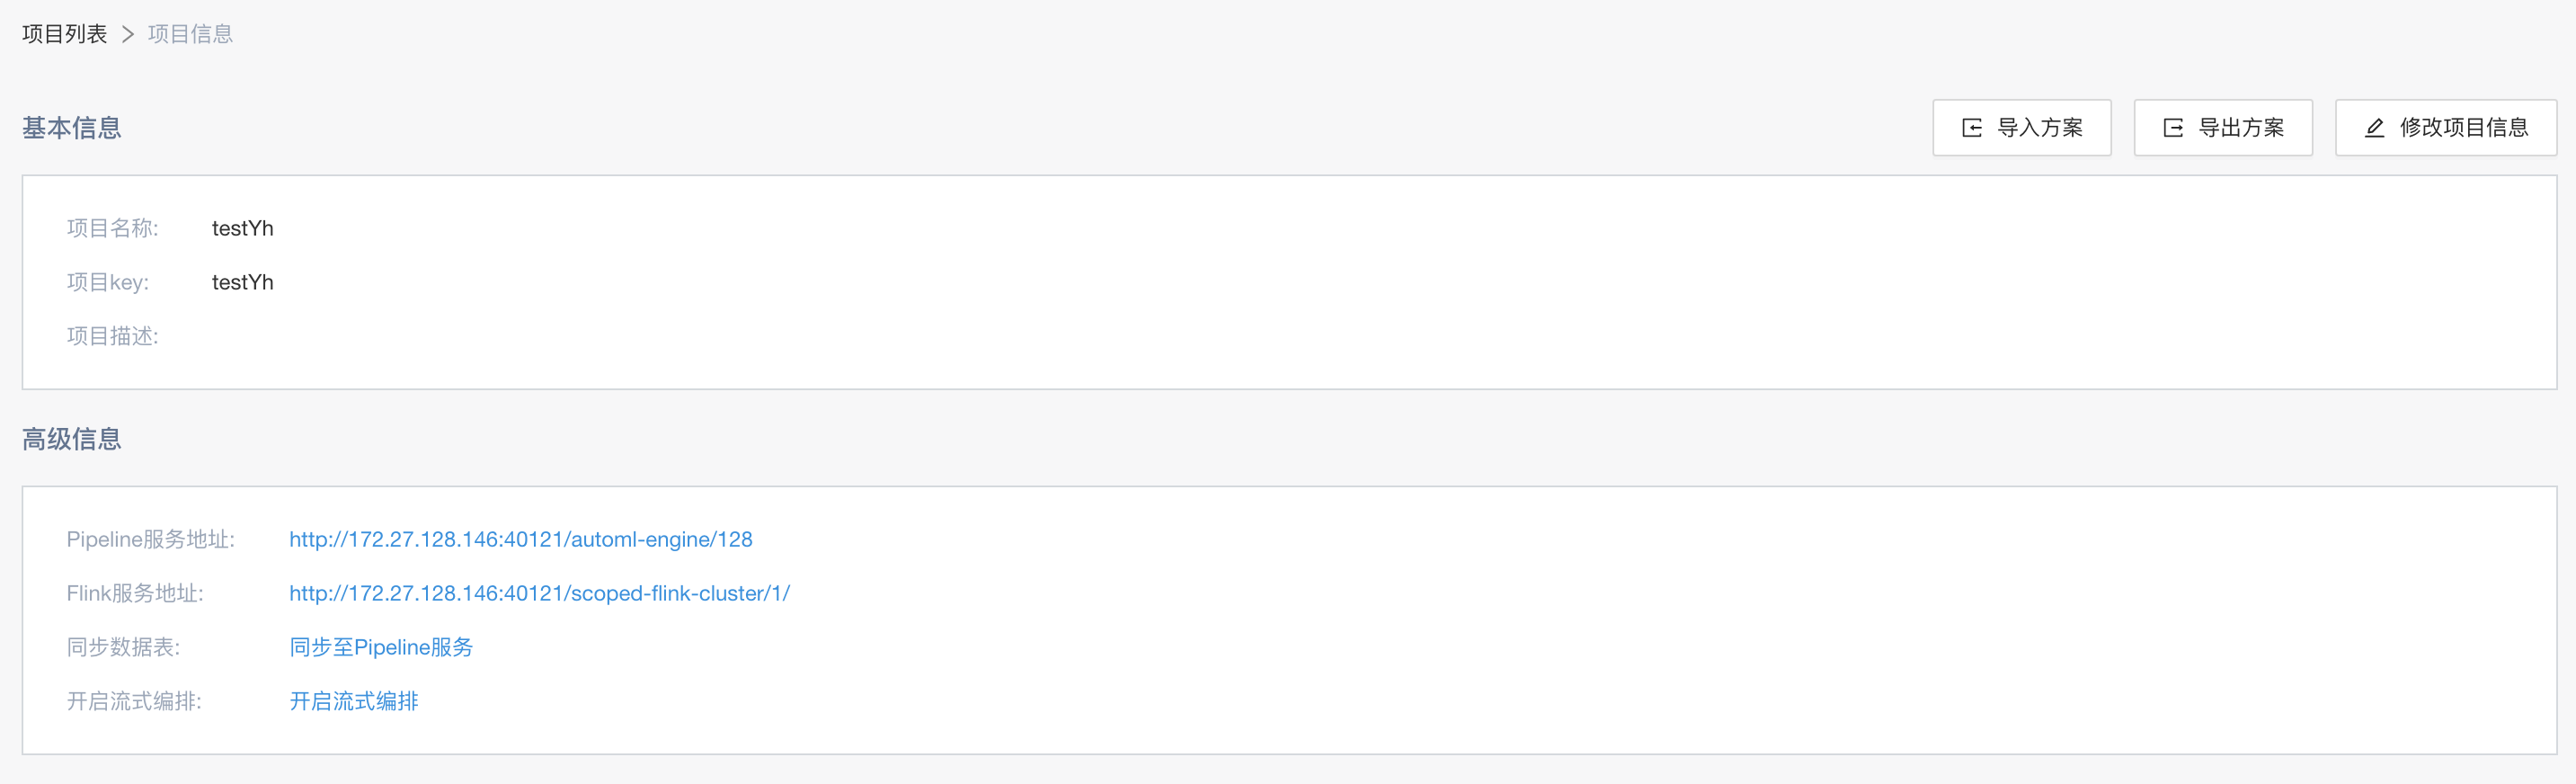 项目列表 > 项目信息
基本信息
导入方案
导出方案
修改项目信息
项目名称: testYh
项目key: testYh
项目描述:
高级信息
Pipeline服务地址: http://172.27.128.146:40121/automl-engine/128
Flink服务地址: http://172.27.128.146:40121/scoped-flink-cluster/1/
同步数据表: 同步至Pipeline服务
开启流式编排: 开启流式编排